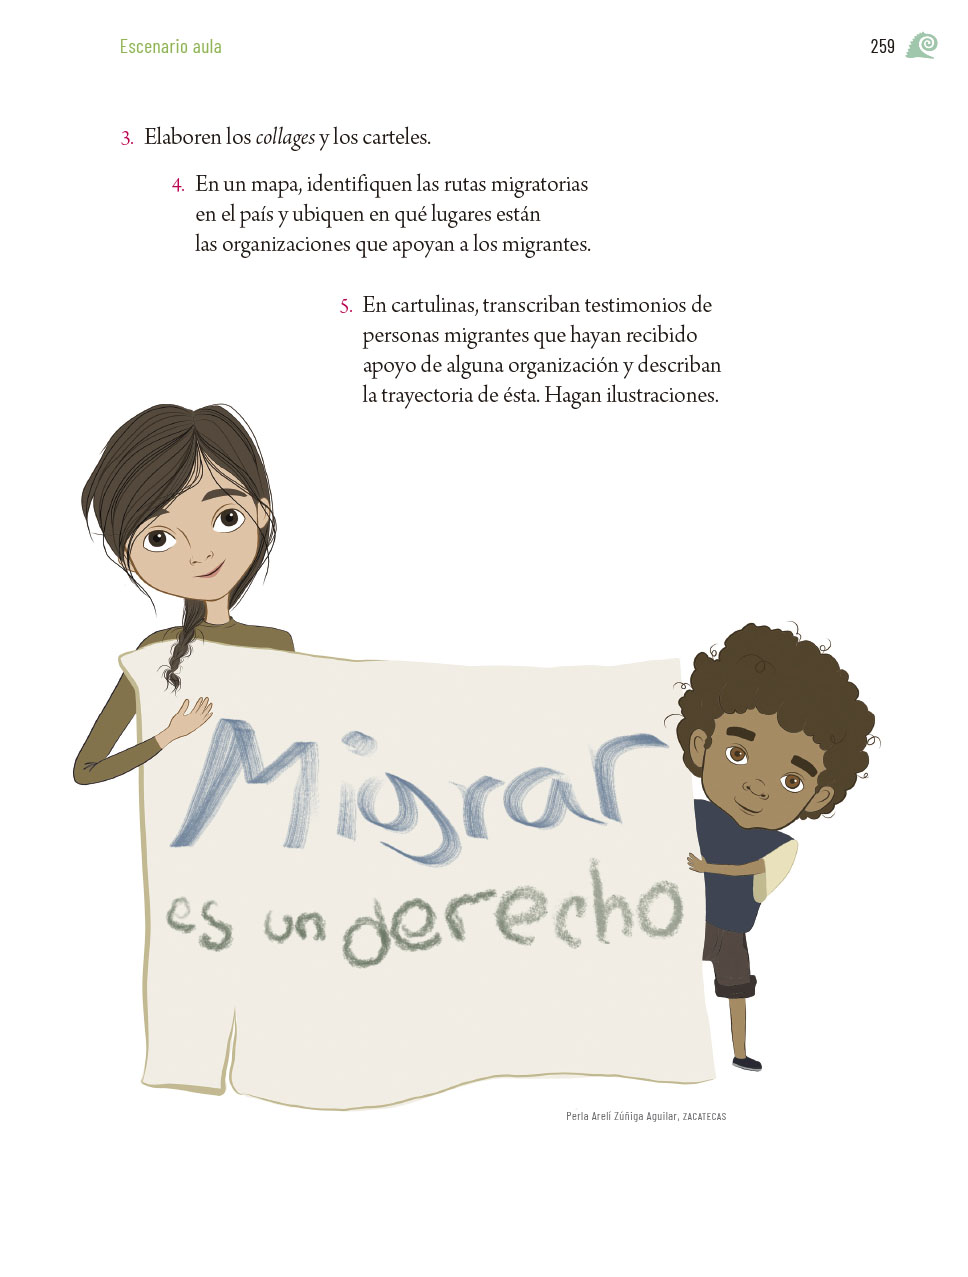 Escenario aula
259
3. Elaboren los collages y los carteles.
4. En un mapa, identifiquen las rutas migratorias
en el país y ubiquen en qué lugares están
las organizaciones que apoyan a los migrantes.
5. En cartulinas, transcriban testimonios de
personas migrantes que hayan recibido
apoyo de alguna organización y describan
la trayectoria de ésta. Hagan ilustraciones.
Migrar
es un derecho
Perla Arelí Zúñiga Aguilar, ZACATECAS